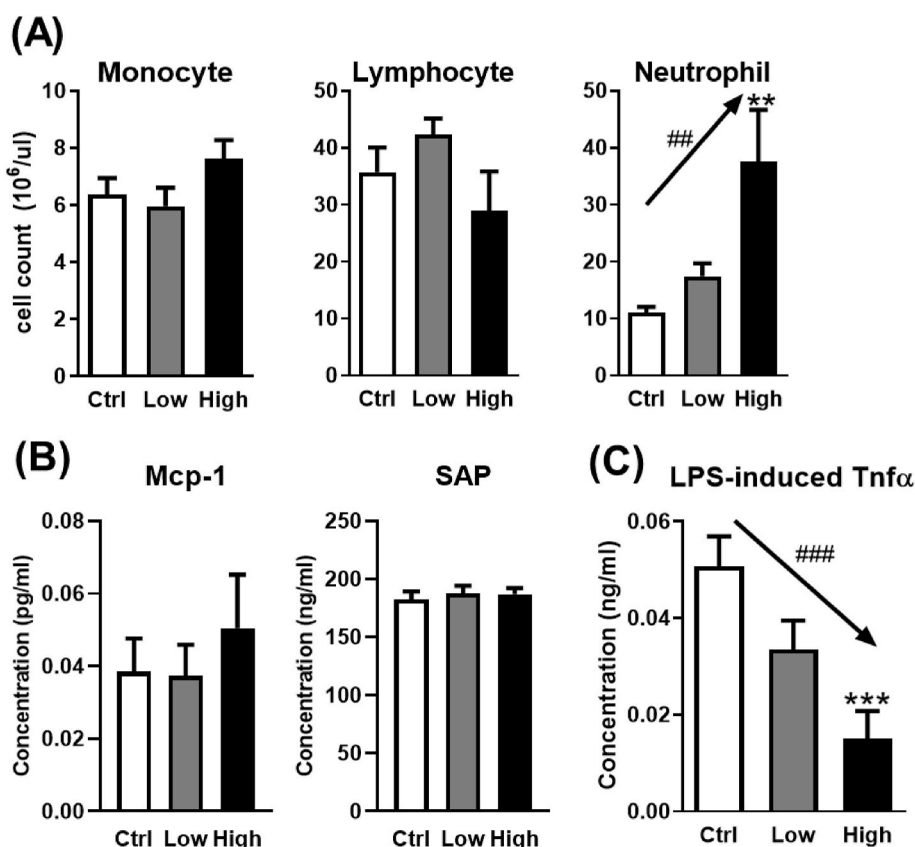 (A)
Monocyte
cell count (10⁶/ul)
10
8
6
4
2
0
Ctrl Low High
Lymphocyte
50
40
30
20
10
0
Ctrl Low High
Neutrophil
50
40
30
20
10
0
##
**
Ctrl Low High
(B)
Mcp-1
Concentration (pg/ml)
0.08
0.06
0.04
0.02
0.00
Ctrl Low High
SAP
Concentration (ng/ml)
250
200
150
100
50
0
Ctrl Low High
(C)
LPS-induced Tnfα
Concentration (ng/ml)
0.06
0.04
0.02
0.00
###
***
Ctrl Low High